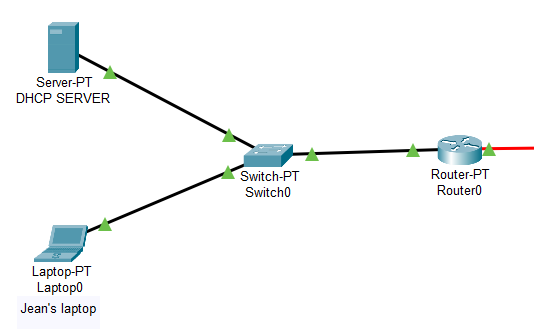 Server-PT
DHCP SERVER
Switch-PT
Switch0
Router-PT
Router0
Laptop-PT
Laptop0
Jean's laptop